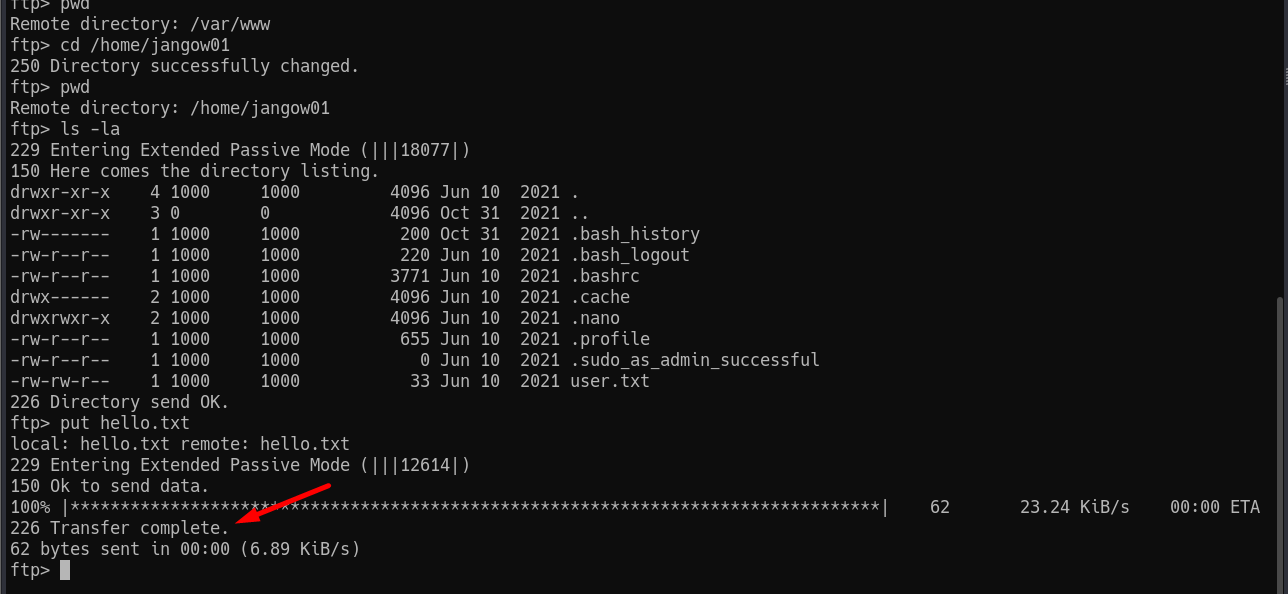 ftp> pwd
Remote directory: /var/www
ftp> cd /home/jangow01
250 Directory successfully changed.
ftp> pwd
Remote directory: /home/jangow01
ftp> ls -la
229 Entering Extended Passive Mode (|||18077|)
150 Here comes the directory listing.
drwxr-xr-x    4 1000     1000         4096 Jun 10  2021 .
drwxr-xr-x    3 0        0            4096 Oct 31  2021 ..
-rw-------    1 1000     1000          200 Oct 31  2021 .bash_history
-rw-r--r--    1 1000     1000          220 Jun 10  2021 .bash_logout
-rw-r--r--    1 1000     1000         3771 Jun 10  2021 .bashrc
drwx------    2 1000     1000         4096 Jun 10  2021 .cache
drwxrwxr-x    2 1000     1000         4096 Jun 10  2021 .nano
-rw-r--r--    1 1000     1000          655 Jun 10  2021 .profile
-rw-r--r--    1 1000     1000            0 Jun 10  2021 .sudo_as_admin_successful
-rw-rw-r--    1 1000     1000           33 Jun 10  2021 user.txt
226 Directory send OK.
ftp> put hello.txt
local: hello.txt remote: hello.txt
229 Entering Extended Passive Mode (|||12614|)
150 Ok to send data.
100% |*********************************************************************************|    62       23.24 KiB/s    00:00 ETA
226 Transfer complete.
62 bytes sent in 00:00 (6.89 KiB/s)
ftp>